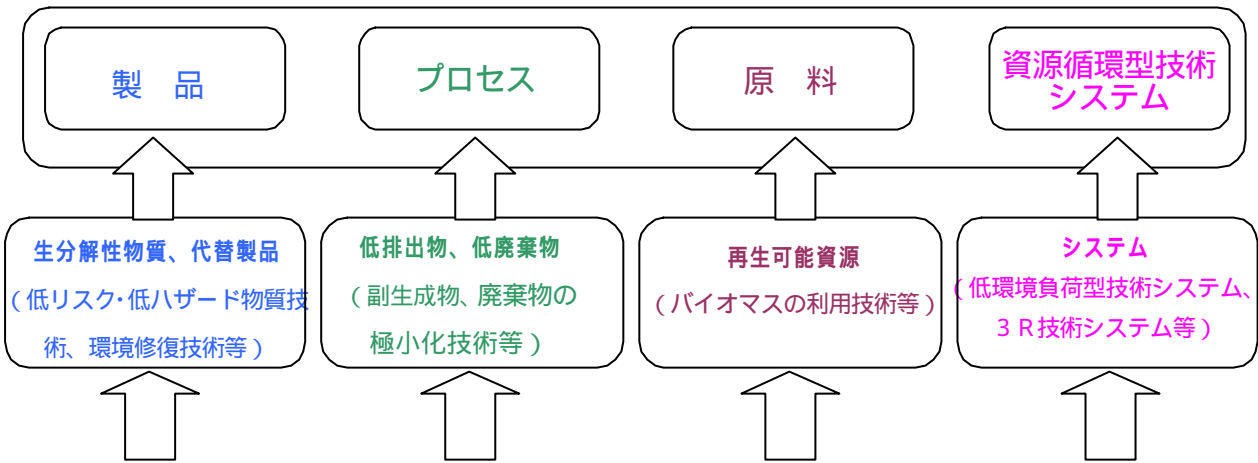 製　品
プロセス
原　料
資源循環型技術
システム
生分解性物質、代替製品
（低リスク・低ハザード物質技
術、環境修復技術等）
低排出物、低廃棄物
（副生成物、廃棄物の
極小化技術等）
再生可能資源
（バイオマスの利用技術等）
システム
（低環境負荷型技術システム、
３Ｒ技術システム等）